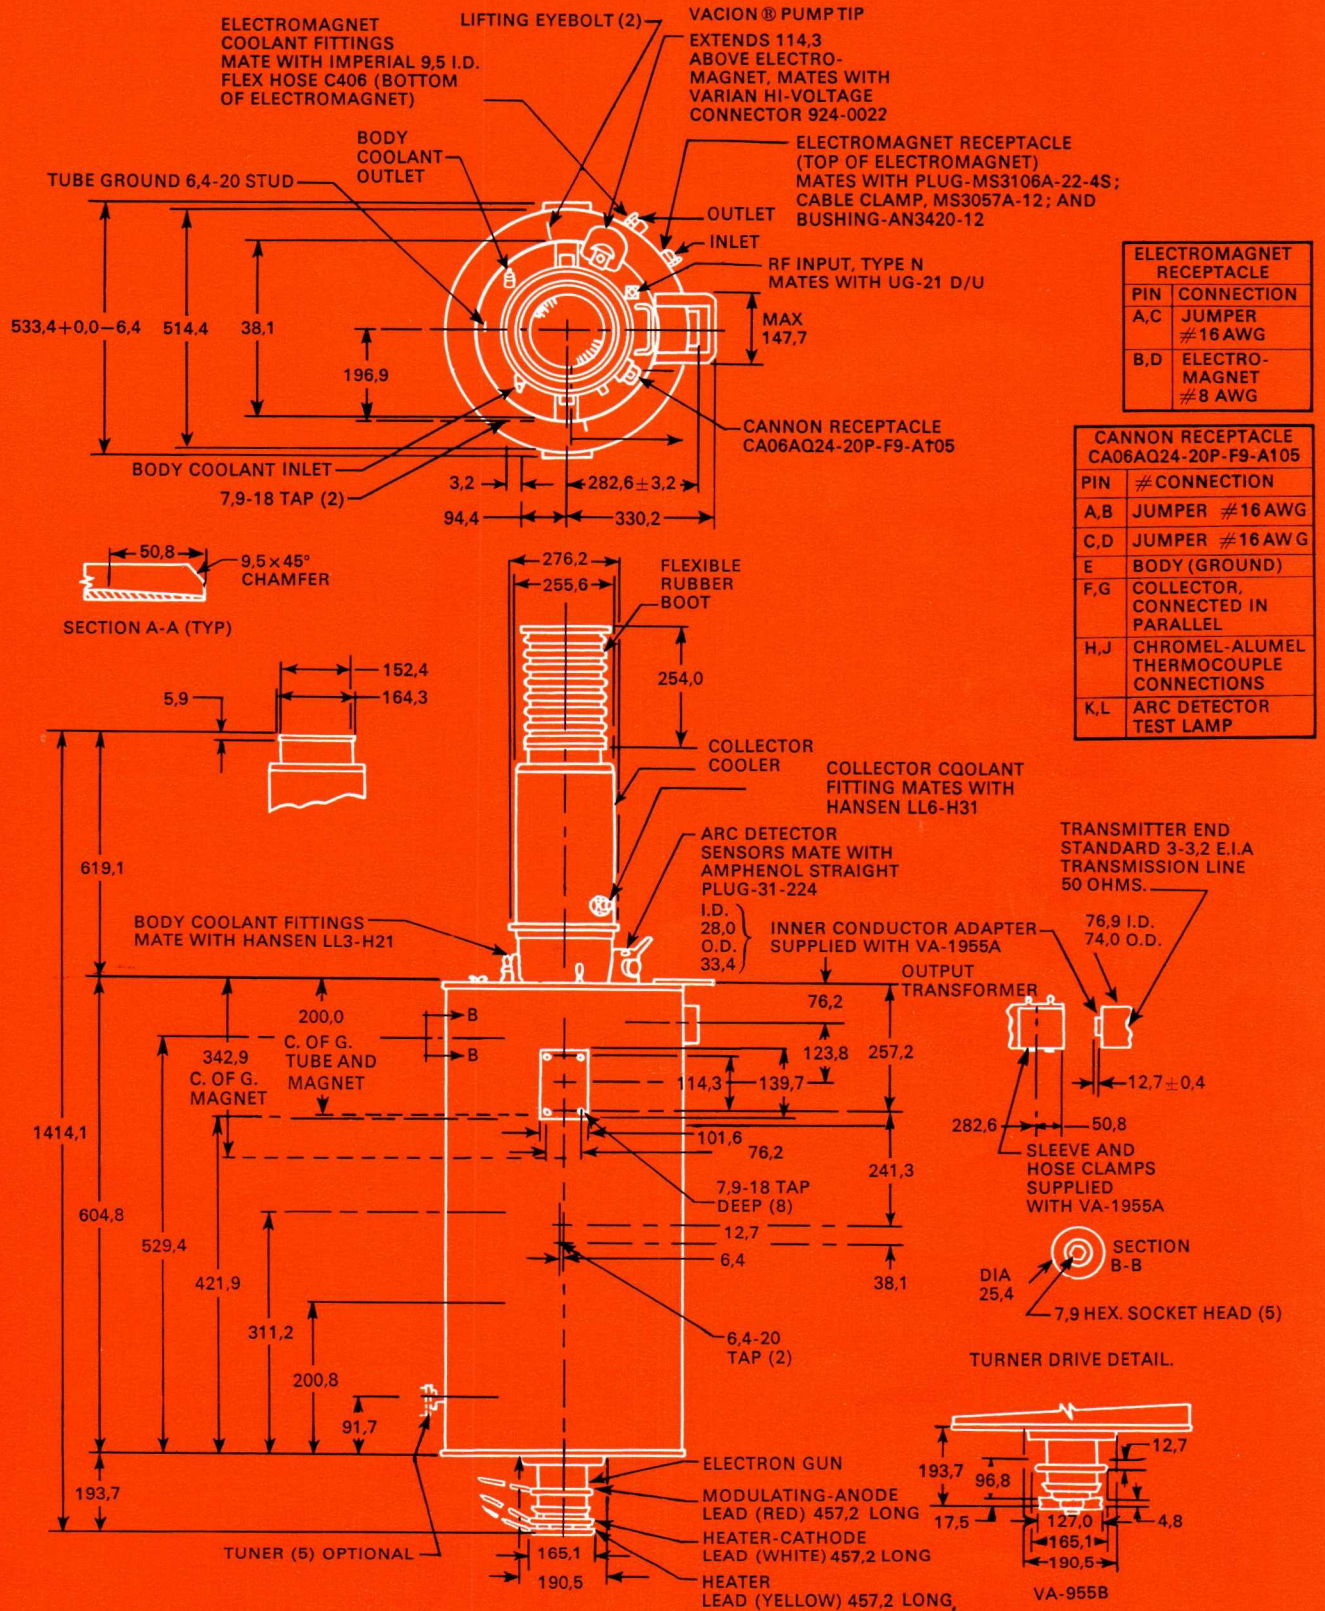 ELECTROMAGNET
COOLANT FITTINGS
MATE WITH IMPERIAL 9,5 I.D.
FLEX HOSE C406 (BOTTOM
OF ELECTROMAGNET)
LIFTING EYEBOLT (2)
VACION ® PUMP TIP
EXTENDS 114,3
ABOVE ELECTRO-
MAGNET, MATES WITH
VARIAN HI-VOLTAGE
CONNECTOR 924-0022
BODY
COOLANT
OUTLET
TUBE GROUND 6,4-20 STUD
ELECTROMAGNET RECEPTACLE
(TOP OF ELECTROMAGNET)
MATES WITH PLUG-MS3106A-22-4S;
CABLE CLAMP, MS3057A-12; AND
BUSHING-AN3420-12
OUTLET
INLET
RF INPUT, TYPE N
MATES WITH UG-21 D/U
533,4+0,0−6,4
514,4
38,1
196,9
MAX
147,7
CANNON RECEPTACLE
CA06AQ24-20P-F9-A105
BODY COOLANT INLET
7,9-18 TAP (2)
3,2
282,6±3,2
94,4
330,2
ELECTROMAGNET
RECEPTACLE
PIN CONNECTION
A,C JUMPER
#16 AWG
B,D ELECTRO-
MAGNET
#8 AWG
CANNON RECEPTACLE
CA06AQ24-20P-F9-A105
PIN #CONNECTION
A,B JUMPER #16 AWG
C,D JUMPER #16 AWG
E BODY (GROUND)
F,G COLLECTOR,
CONNECTED IN
PARALLEL
H,J CHROMEL-ALUMEL
THERMOCOUPLE
CONNECTIONS
K,L ARC DETECTOR
TEST LAMP
50,8
9,5×45°
CHAMFER
SECTION A-A (TYP)
276,2
255,6
FLEXIBLE
RUBBER
BOOT
254,0
152,4
164,3
5,9
COLLECTOR
COOLER
COLLECTOR COOLANT
FITTING MATES WITH
HANSEN LL6-H31
619,1
ARC DETECTOR
SENSORS MATE WITH
AMPHENOL STRAIGHT
PLUG-31-224
I.D.
28,0
O.D.
33,4
INNER CONDUCTOR ADAPTER
SUPPLIED WITH VA-1955A
TRANSMITTER END
STANDARD 3-3,2 E.I.A
TRANSMISSION LINE
50 OHMS.
76,9 I.D.
74,0 O.D.
BODY COOLANT FITTINGS
MATE WITH HANSEN LL3-H21
OUTPUT
TRANSFORMER
76,2
200,0
C. OF G.
TUBE AND
MAGNET
342,9
C. OF G.
MAGNET
B
B
123,8
257,2
114,3
139,7
12,7±0,4
282,6
50,8
1414,1
101,6
76,2
SLEEVE AND
HOSE CLAMPS
SUPPLIED
WITH VA-1955A
241,3
7,9-18 TAP
DEEP (8)
604,8
529,4
12,7
6,4
38,1
421,9
SECTION
B-B
DIA
25,4
7,9 HEX. SOCKET HEAD (5)
311,2
6,4-20
TAP (2)
TURNER DRIVE DETAIL.
200,8
91,7
193,7
ELECTRON GUN
MODULATING-ANODE
LEAD (RED) 457,2 LONG
HEATER-CATHODE
LEAD (WHITE) 457,2 LONG
HEATER
LEAD (YELLOW) 457,2 LONG,
TUNER (5) OPTIONAL
165,1
190,5
12,7
193,7
96,8
17,5
127,0
4,8
165,1
190,5
VA-955B